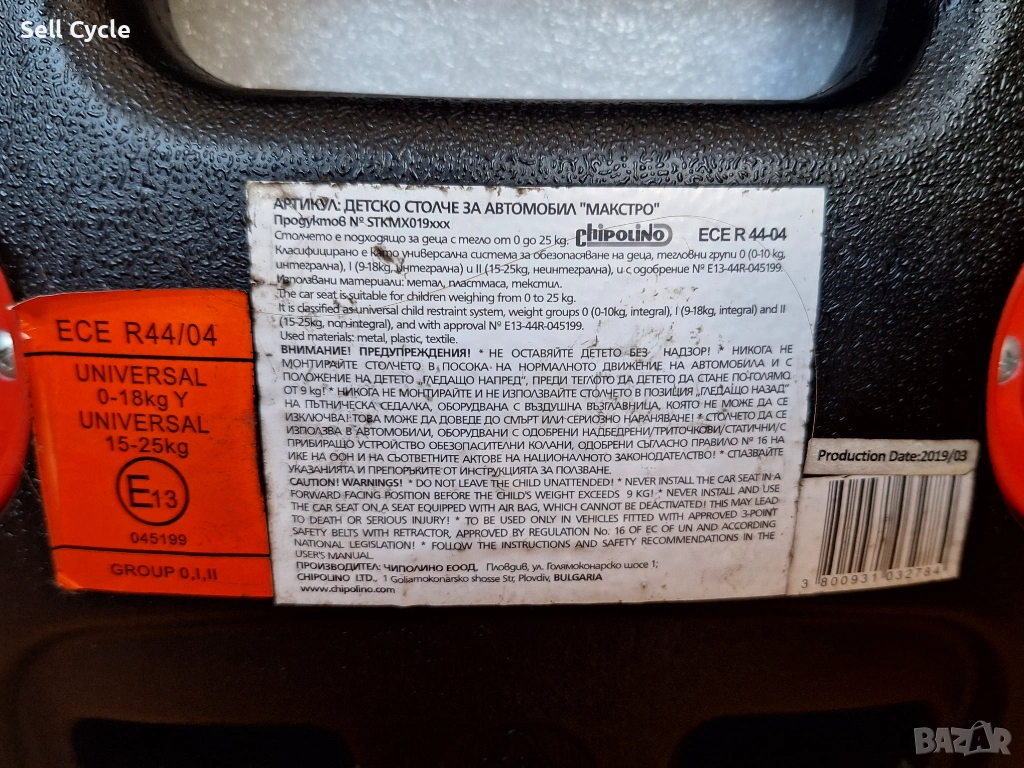 Sell Cycle
ECE R44/04
UNIVERSAL
0-18kg Y
UNIVERSAL
15-25kg
E13
045199
GROUP 0,I,II
АРТИКУЛ: ДЕТСКО СТОЛЧЕ ЗА АВТОМОБИЛ "МАКСТРО"
Продуктов № STKMX019xxx
Столчето е подходящо за деца с тегло от 0 до 25 kg. Chipolino ECE R 44-04
Класифицирано е като универсална система за обезопасяване на деца, тегловни групи 0 (0-10 kg,
интегрална), I (9-18kg, интегрална) и II (15-25kg, неинтегрална), и с одобрение № E13-44R-045199.
Използвани материали: метал, пластмаса, текстил.
The car seat is suitable for children weighing from 0 to 25 kg.
It is classified as universal child restraint system, weight groups 0 (0-10kg, integral), I (9-18kg, integral) and II
(15-25kg, non-integral), and with approval № E13-44R-045199.
Used materials: metal, plastic, textile.
ВНИМАНИЕ! ПРЕДУПРЕЖДЕНИЯ! * НЕ ОСТАВЯЙТЕ ДЕТЕТО БЕЗ НАДЗОР! * НИКОГА НЕ
МОНТИРАЙТЕ СТОЛЧЕТО В ПОСОКА НА НОРМАЛНОТО ДВИЖЕНИЕ НА АВТОМОБИЛА И С
ПОЛОЖЕНИЕ НА ДЕТЕТО „ГЛЕДАЩО НАПРЕД", ПРЕДИ ТЕГЛОТО ДА ДЕТЕТО ДА СТАНЕ ПО-ГОЛЯМО
ОТ 9 kg! * НИКОГА НЕ МОНТИРАЙТЕ И НЕ ИЗПОЛЗВАЙТЕ СТОЛЧЕТО В ПОЗИЦИЯ „ГЛЕДАЩО НАЗАД"
НА ПЪТНИЧЕСКА СЕДАЛКА, ОБОРУДВАНА С ВЪЗДУШНА ВЪЗГЛАВНИЦА, КОЯТО НЕ МОЖЕ ДА СЕ
ИЗКЛЮЧВА! ТОВА МОЖЕ ДА ДОВЕДЕ ДО СМЪРТ ИЛИ СЕРИОЗНО НАРАНЯВАНЕ! * СТОЛЧЕТО ДА СЕ
ИЗПОЛЗВА В АВТОМОБИЛИ, ОБОРУДВАНИ С ОДОБРЕНИ НАДБЕДРЕНИ/ТРИТОЧКОВИ/СТАТИЧНИ/С
ПРИБИРАЩО УСТРОЙСТВО ОБЕЗОПАСИТЕЛНИ КОЛАНИ, ОДОБРЕНИ СЪГЛАСНО ПРАВИЛО № 16 НА
ИКЕ НА ООН И НА СЪОТВЕТНИТЕ АКТОВЕ НА НАЦИОНАЛНОТО ЗАКОНОДАТЕЛСТВО! * СПАЗВАЙТЕ
УКАЗАНИЯТА И ПРЕПОРЪКИТЕ ОТ ИНСТРУКЦИЯТА ЗА ПОЛЗВАНЕ.
CAUTION! WARNINGS! * DO NOT LEAVE THE CHILD UNATTENDED! * NEVER INSTALL THE CAR SEAT IN A
FORWARD FACING POSITION BEFORE THE CHILD'S WEIGHT EXCEEDS 9 KG! * NEVER INSTALL AND USE
THE CAR SEAT ON A SEAT EQUIPPED WITH AIR BAG, WHICH CANNOT BE DEACTIVATED! THIS MAY LEAD
TO DEATH OR SERIOUS INJURY! * TO BE USED ONLY IN VEHICLES FITTED WITH APPROVED 3-POINT
SAFETY BELTS WITH RETRACTOR, APPROVED BY REGULATION No. 16 OF EC OF UN AND ACCORDING
NATIONAL LEGISLATION! * FOLLOW THE INSTRUCTIONS AND SAFETY RECOMMENDATIONS IN THE
USER'S MANUAL.
ПРОИЗВОДИТЕЛ: ЧИПОЛИНО ЕООД, Пловдив, ул. Голямоконарско шосе 1;
CHIPOLINO LTD., 1 Goliamokonarsko shosse Str, Plovdiv, BULGARIA
www.chipolino.com
Production Date:2019/03
3 800931 032784
BAZAR